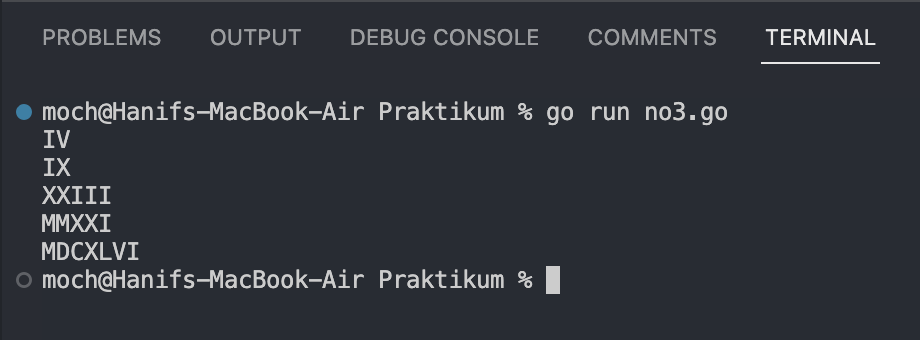 PROBLEMS OUTPUT DEBUG CONSOLE COMMENTS TERMINAL
moch@Hanifs-MacBook-Air Praktikum % go run no3.go
IV
IX
XXIII
MMXXI
MDCXLVI
moch@Hanifs-MacBook-Air Praktikum %